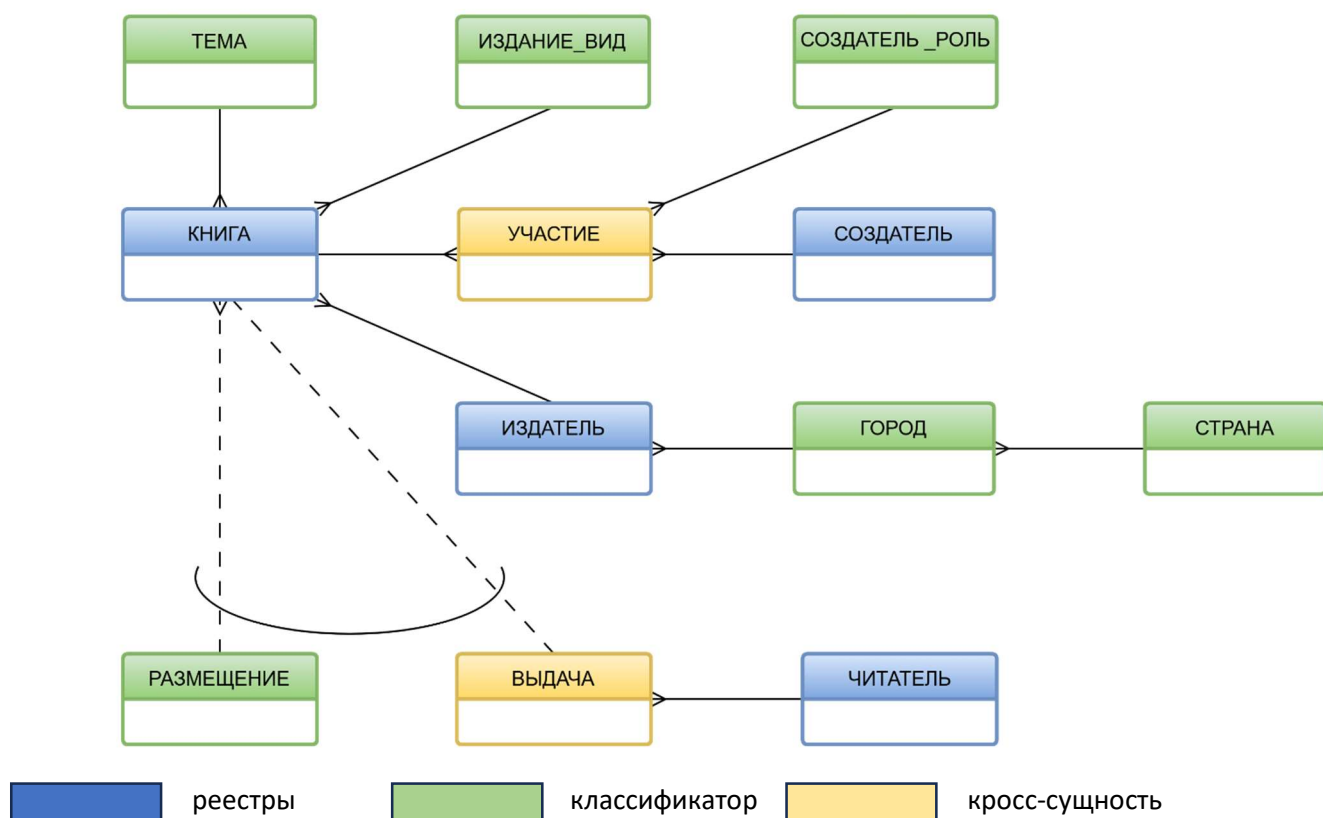 ТЕМА
ИЗДАНИЕ_ВИД
СОЗДАТЕЛЬ _РОЛЬ
КНИГА
УЧАСТИЕ
СОЗДАТЕЛЬ
ИЗДАТЕЛЬ
ГОРОД
СТРАНА
РАЗМЕЩЕНИЕ
ВЫДАЧА
ЧИТАТЕЛЬ
реестры
классификатор
кросс-сущность